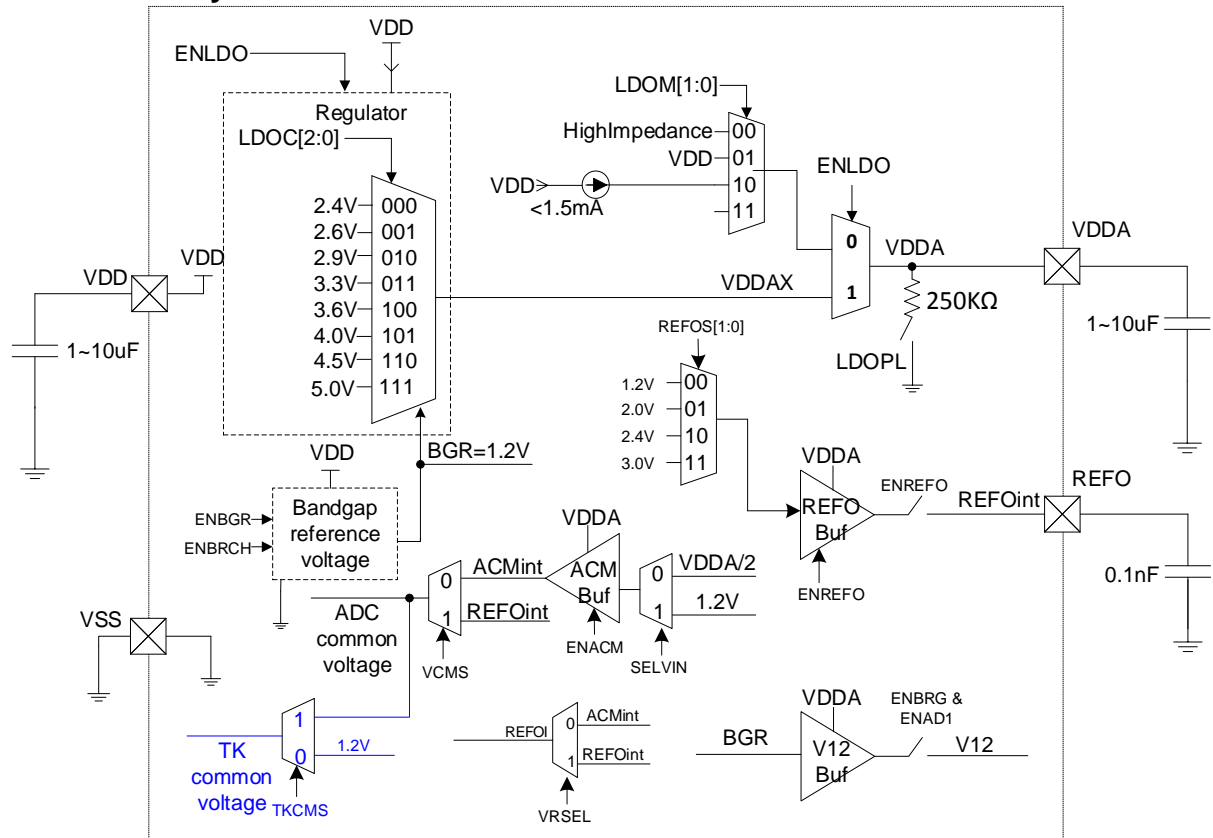 VDD
ENLDO
Regulator
LDOC[2:0]
2.4V 000
2.6V 001
2.9V 010
3.3V 011
3.6V 100
4.0V 101
4.5V 110
5.0V 111
VDD
VDD
1~10uF
LDOM[1:0]
HighImpedance 00
VDD 01
VDD 10
<1.5mA
11
ENLDO
0
1
VDDAX
VDDA
VDDA
250KΩ
LDOPL
1~10uF
REFOS[1:0]
1.2V 00
2.0V 01
2.4V 10
3.0V 11
VDDA
REFO
Buf
ENREFO
ENREFO
REFOint
REFO
0.1nF
BGR=1.2V
VDD
Bandgap
reference
voltage
ENBGR
ENBRCH
VDDA
ACM
Buf
ENACM
ACMint
REFOint
0
1
VCMS
ADC
common
voltage
0
1
VDDA/2
1.2V
SELVIN
VSS
1
0
1.2V
TK
common
voltage
TKCMS
REFOI
0
1
ACMint
REFOint
VRSEL
BGR
VDDA
V12
Buf
ENBRG &
ENAD1
V12